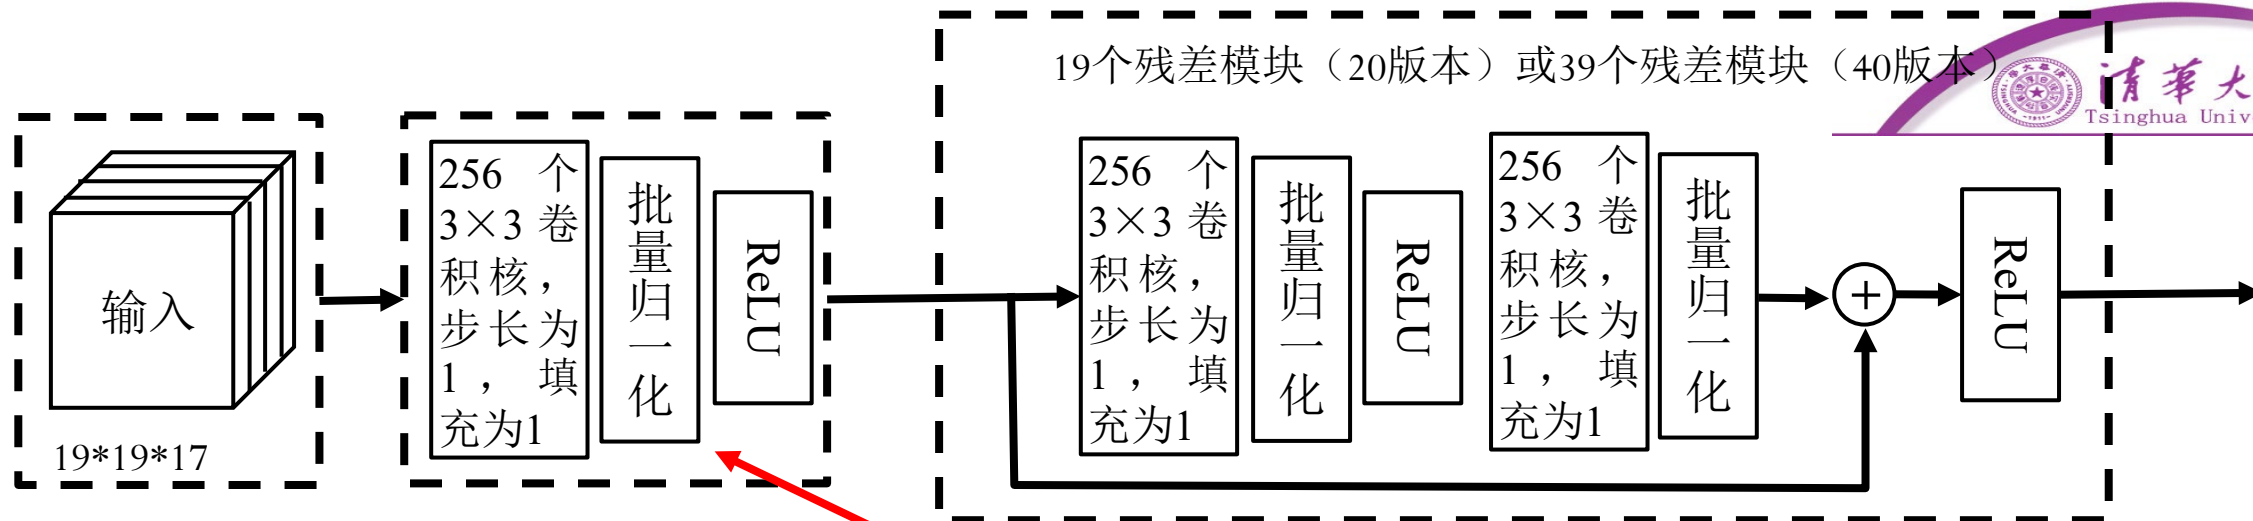 19个残差模块（20版本）或39个残差模块（40版本）
清华大
Tsinghua Univ
输入
19*19*17
256 个
3×3 卷
积核，
步长为
1， 填
充为1
批量归一化
ReLU
256 个
3×3 卷
积核，
步长为
1， 填
充为1
批量归一化
ReLU
256 个
3×3 卷
积核，
步长为
1， 填
充为1
批量归一化
+
ReLU